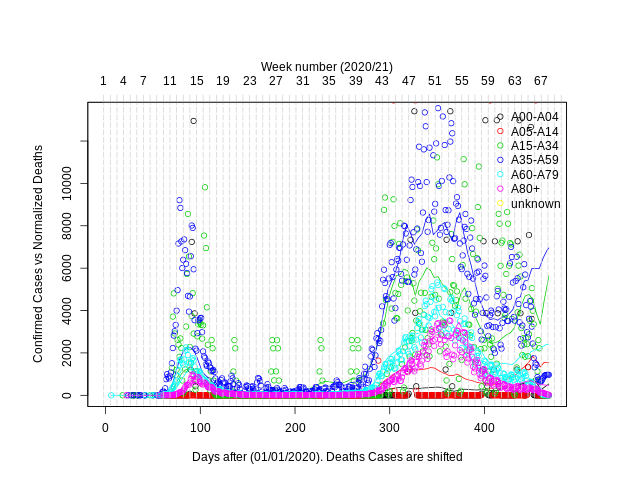 Week number (2020/21)
1 4 7 11 15 19 23 27 31 35 39 43 47 51 55 59 63 67
A00-A04
A05-A14
A15-A34
A35-A59
A60-A79
A80+
unknown
Confirmed Cases vs Normalized Deaths
0 2000 4000 6000 8000 10000
0 100 200 300 400
Days after (01/01/2020). Deaths Cases are shifted